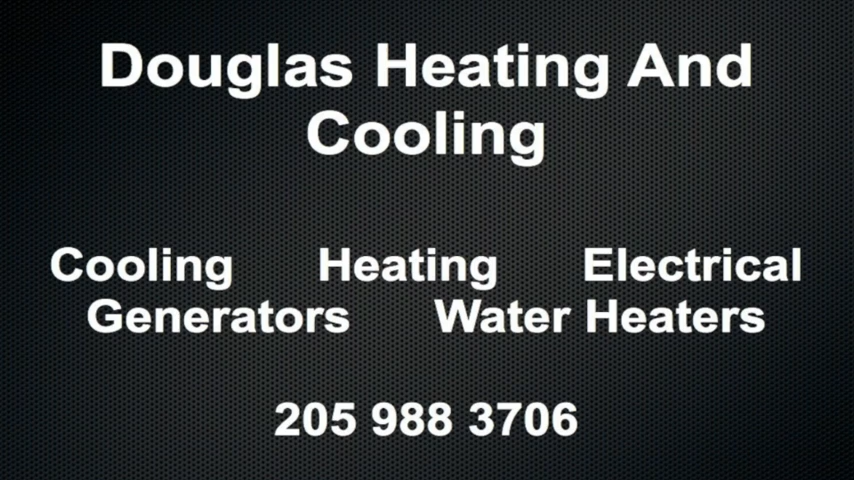 Douglas Heating And
Cooling
Cooling Heating Electrical
Generators Water Heaters
205 988 3706